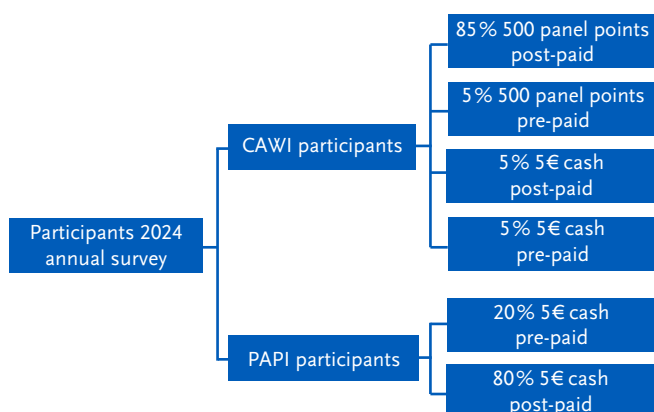 85% 500 panel points
post-paid
5% 500 panel points
pre-paid
CAWI participants
5% 5€ cash
post-paid
5% 5€ cash
pre-paid
Participants 2024
annual survey
20% 5€ cash
pre-paid
PAPI participants
80% 5€ cash
post-paid